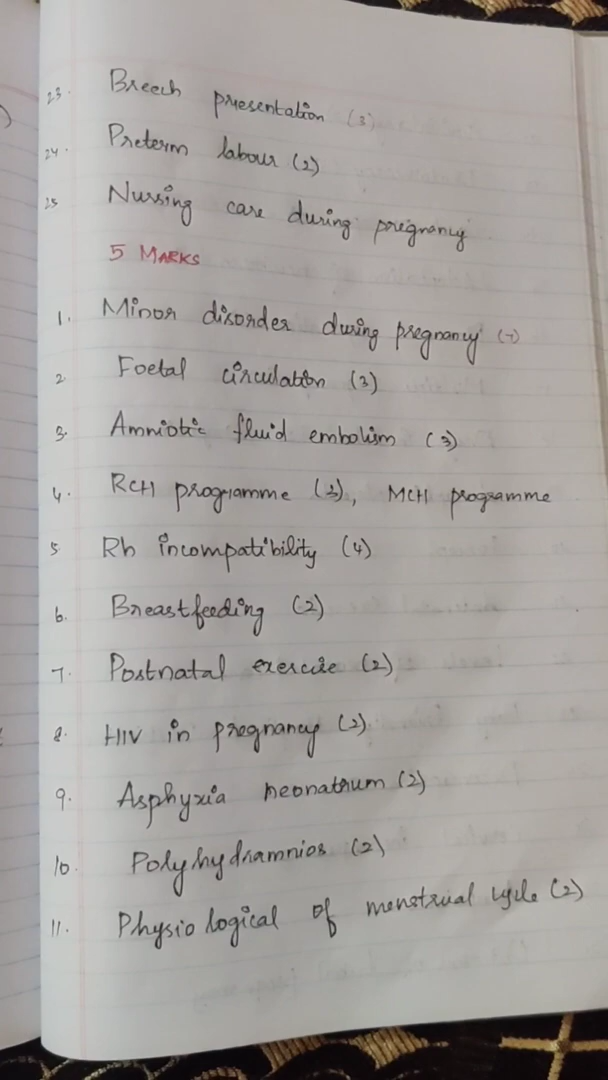 23. Breech presentation (3)
24. Preterm labour (2)
25 Nursing care during pregnancy
5 MARKS
1. Minor disorder during pregnancy (7)
2 Foetal circulation (3)
3. Amniotic fluid embolism (3)
4. RCH programme (3), MCH programme
5 Rh incompatibility (4)
6. Breastfeeding (2)
7. Postnatal exercise (2)
8. HIV in pregnancy (2)
9. Asphyxia neonatrum (2)
10. Polyhydramnios (2)
11. Physiological of menstrual cycle (2)